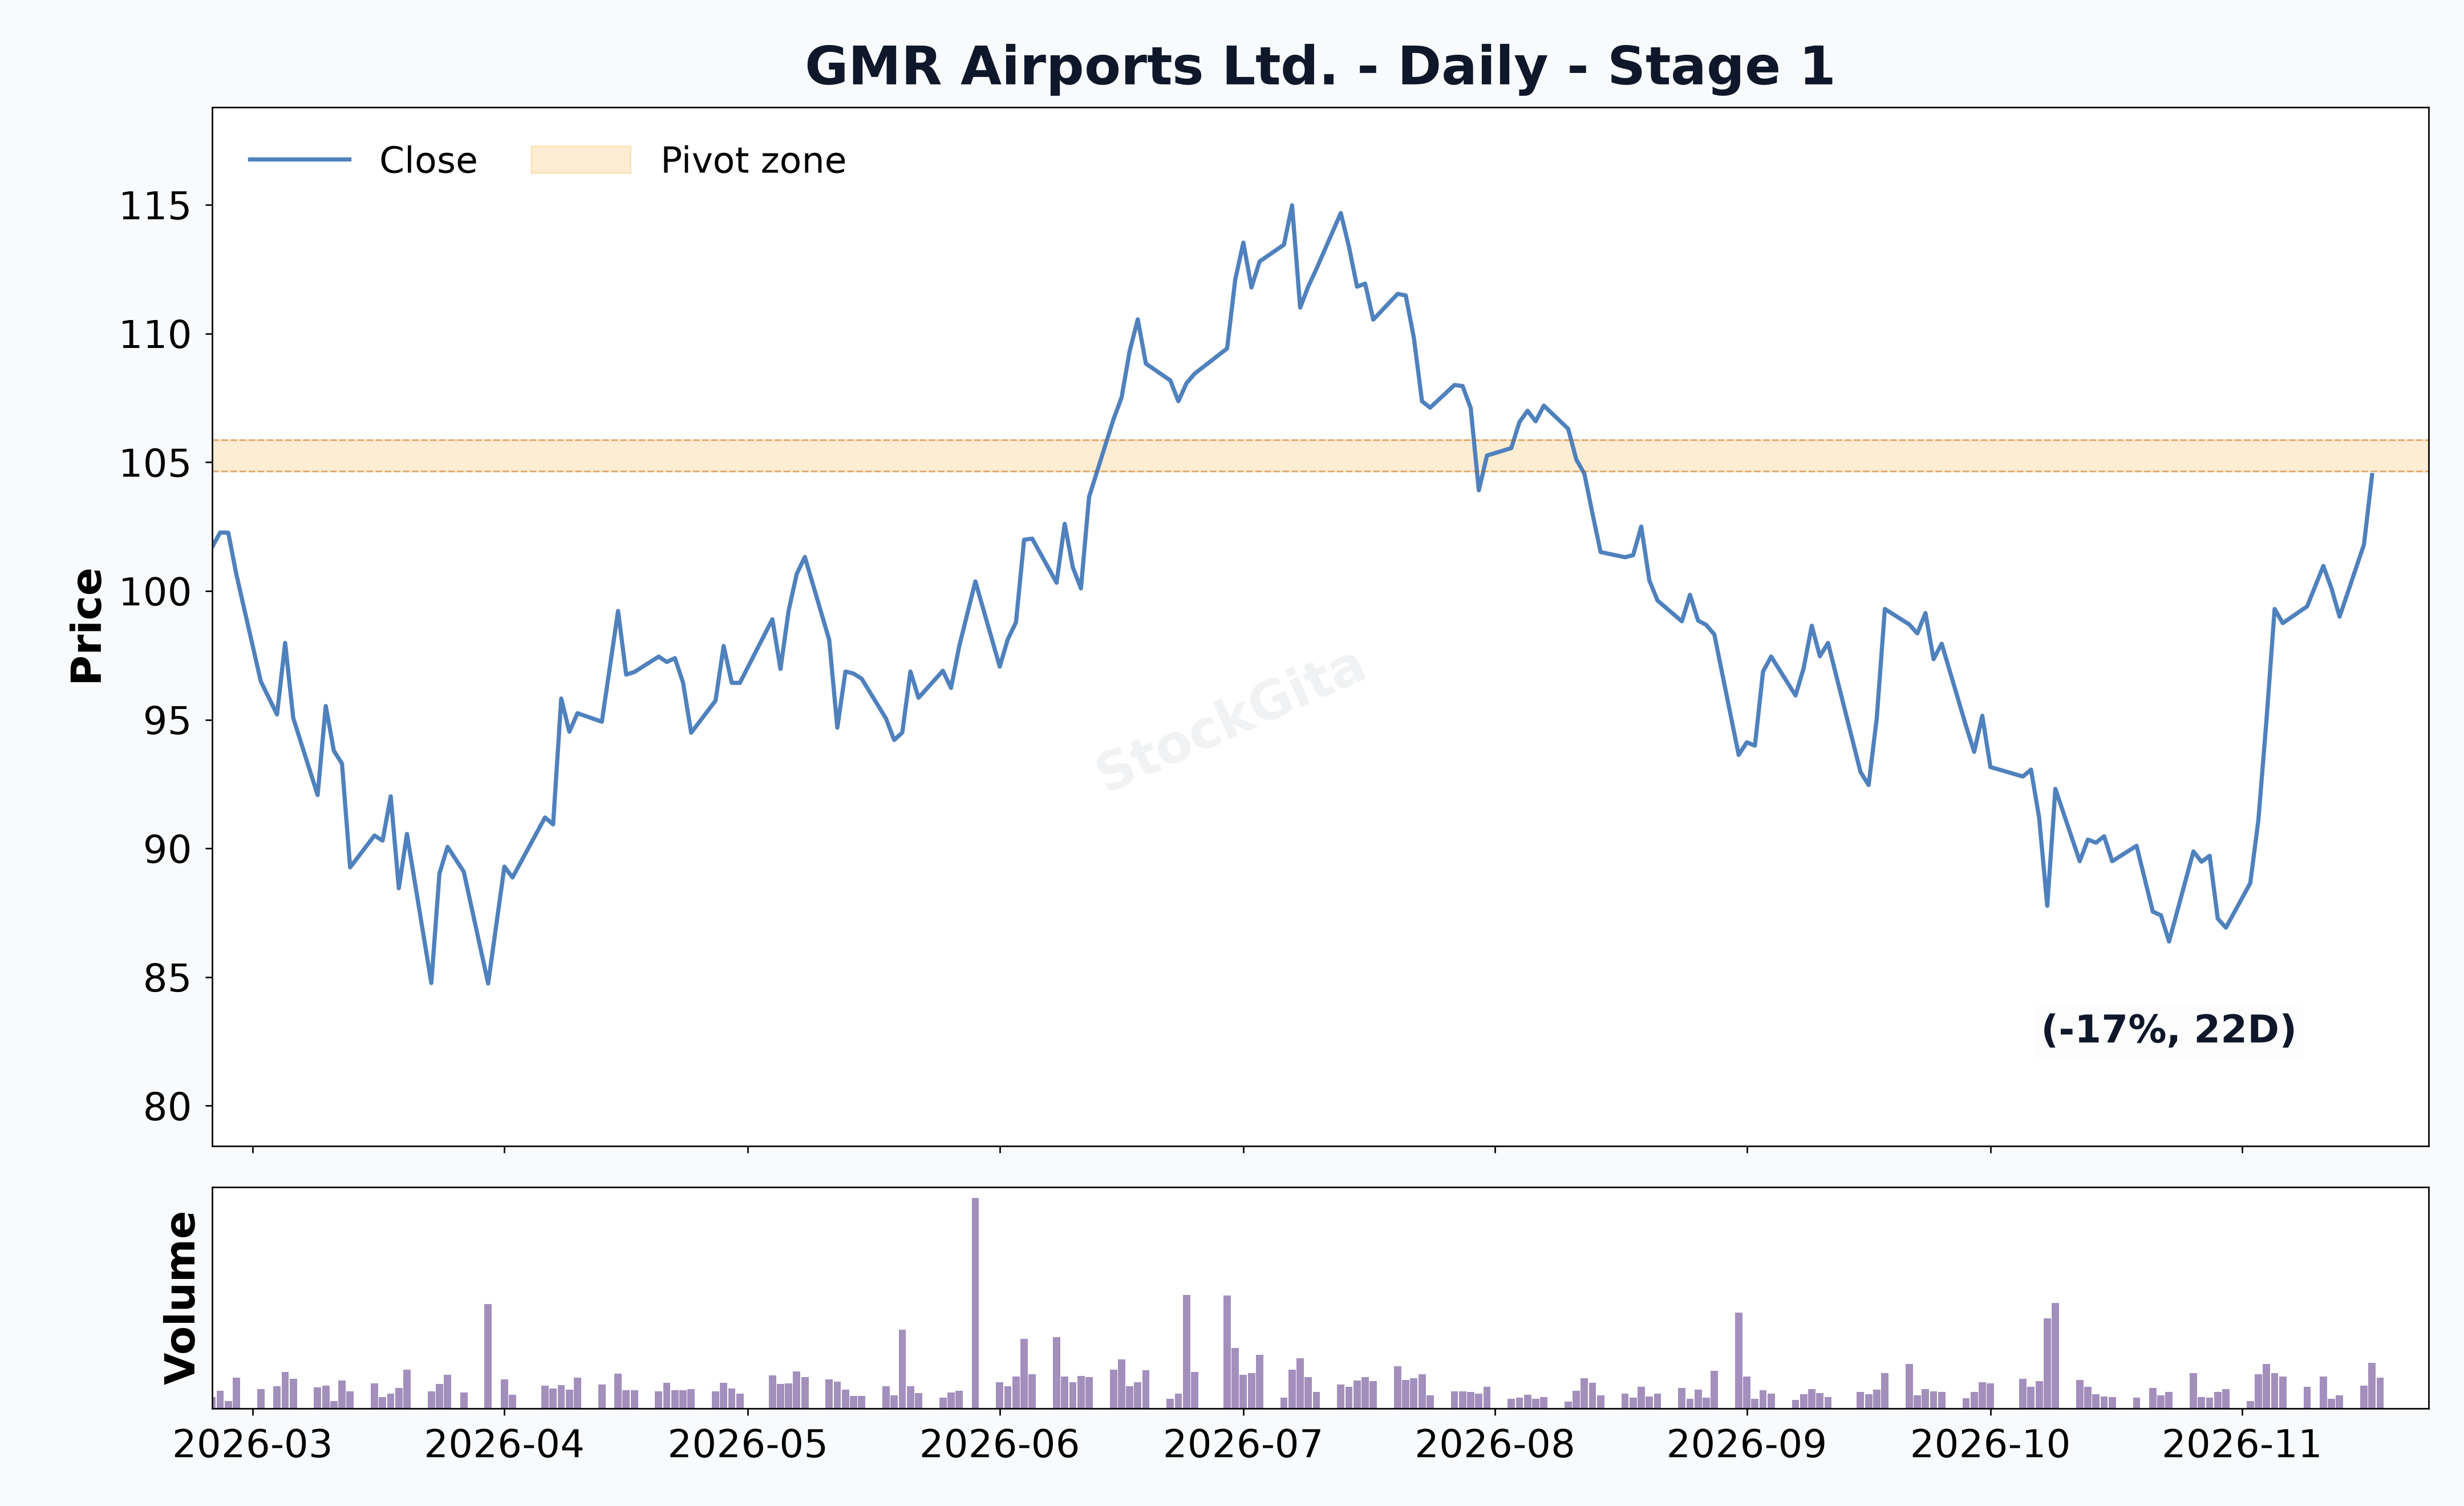 GMR Airports Ltd. - Daily - Stage 1
Close
Pivot zone
115
110
105
100
95
90
85
80
Price
StockGita
(-17%, 22D)
Volume
2026-03
2026-04
2026-05
2026-06
2026-07
2026-08
2026-09
2026-10
2026-11